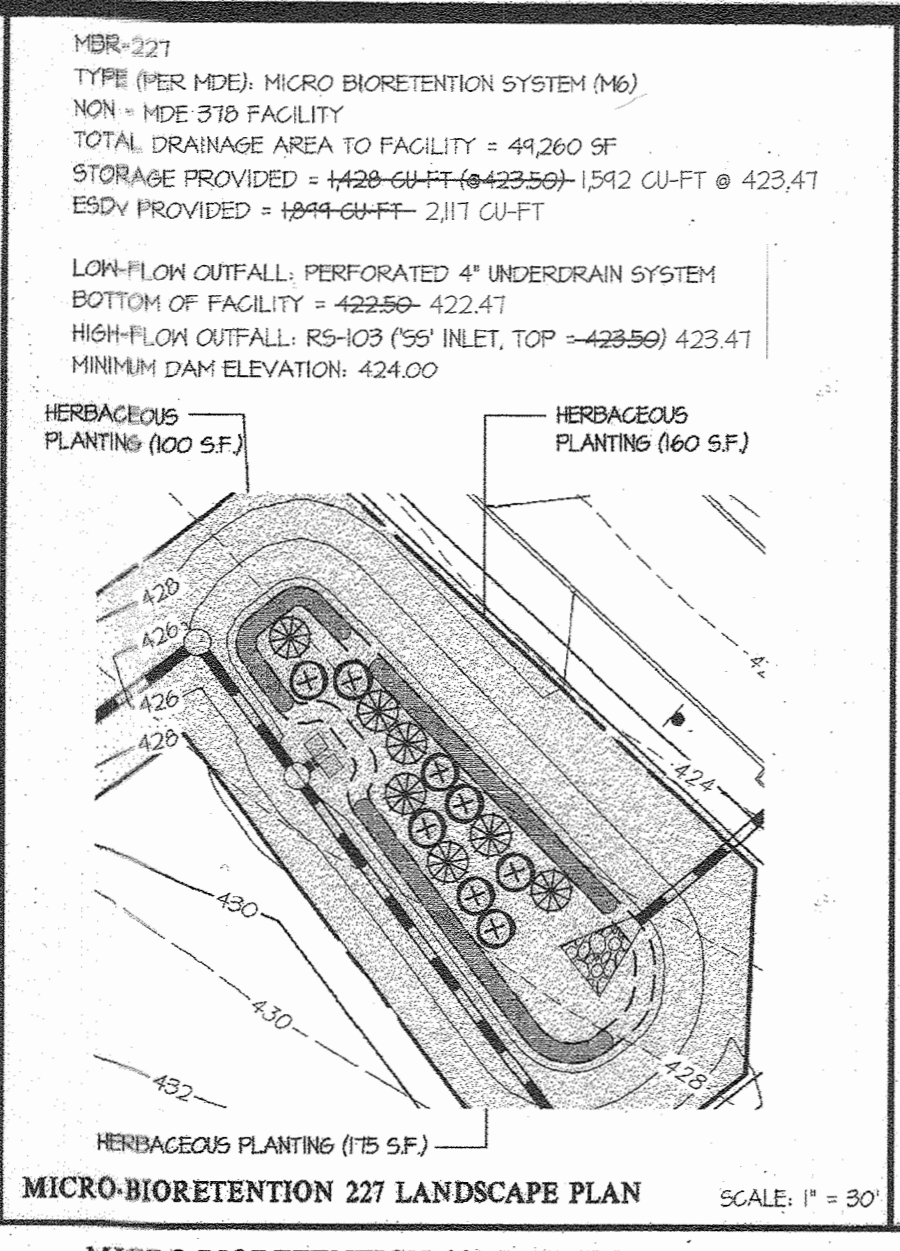 MBR-227
TYPE (PER MDE): MICRO BIORETENTION SYSTEM (M6)
NON - MDE 378 FACILITY
TOTAL DRAINAGE AREA TO FACILITY = 49,260 SF
STORAGE PROVIDED = 1,428 CU-FT (@423.50) 1,592 CU-FT @ 423.47
ESDv PROVIDED = 1,899 CU-FT 2,117 CU-FT
LOW-FLOW OUTFALL: PERFORATED 4" UNDERDRAIN SYSTEM
BOTTOM OF FACILITY = 422.50 422.47
HIGH-FLOW OUTFALL: RS-103 ('SS' INLET, TOP = 423.50) 423.47
MINIMUM DAM ELEVATION: 424.00
HERBACEOUS
PLANTING (100 S.F.)
HERBACEOUS
PLANTING (160 S.F.)
428
426
426
428
424
430
430
432
428
HERBACEOUS PLANTING (175 S.F.)
MICRO-BIORETENTION 227 LANDSCAPE PLAN
SCALE: 1" = 30'